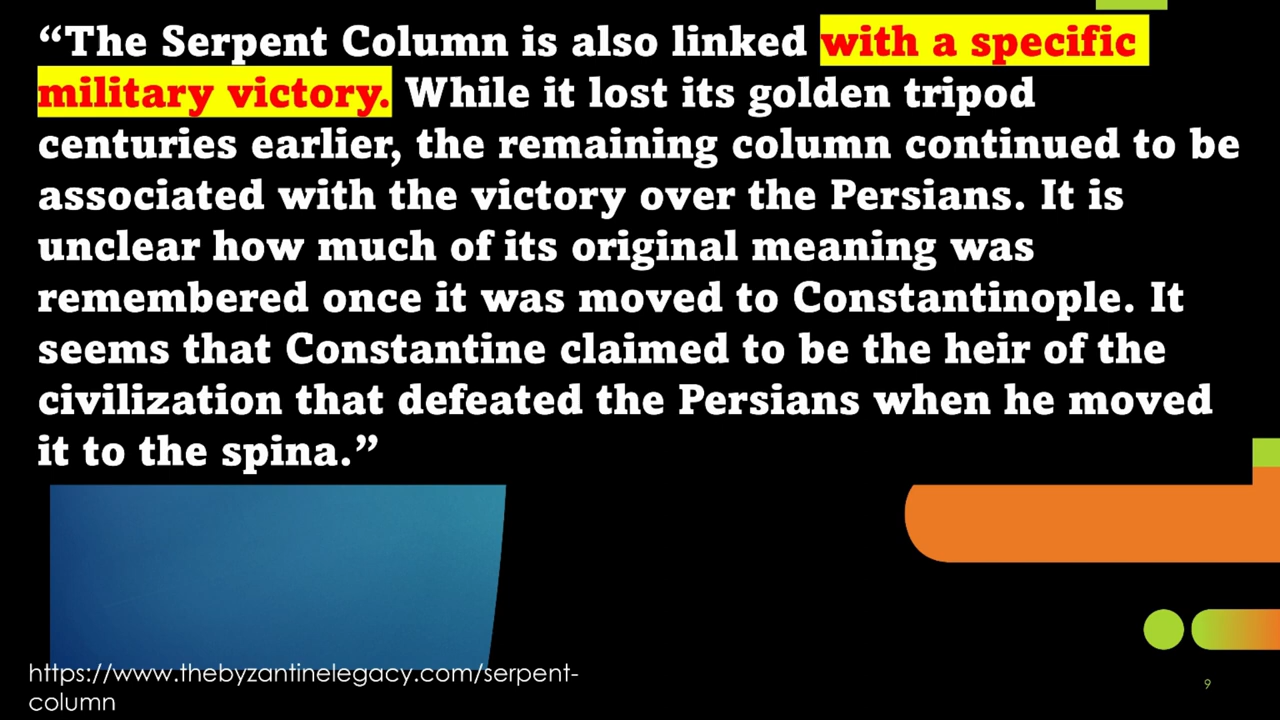 “The Serpent Column is also linked with a specific
military victory. While it lost its golden tripod
centuries earlier, the remaining column continued to be
associated with the victory over the Persians. It is
unclear how much of its original meaning was
remembered once it was moved to Constantinople. It
seems that Constantine claimed to be the heir of the
civilization that defeated the Persians when he moved
it to the spina.”
https://www.thebyzantinelegacy.com/serpent-
column
9